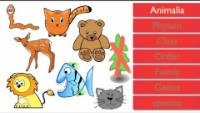 Animalia
Phylum
Class
Order
Family
Genus
species